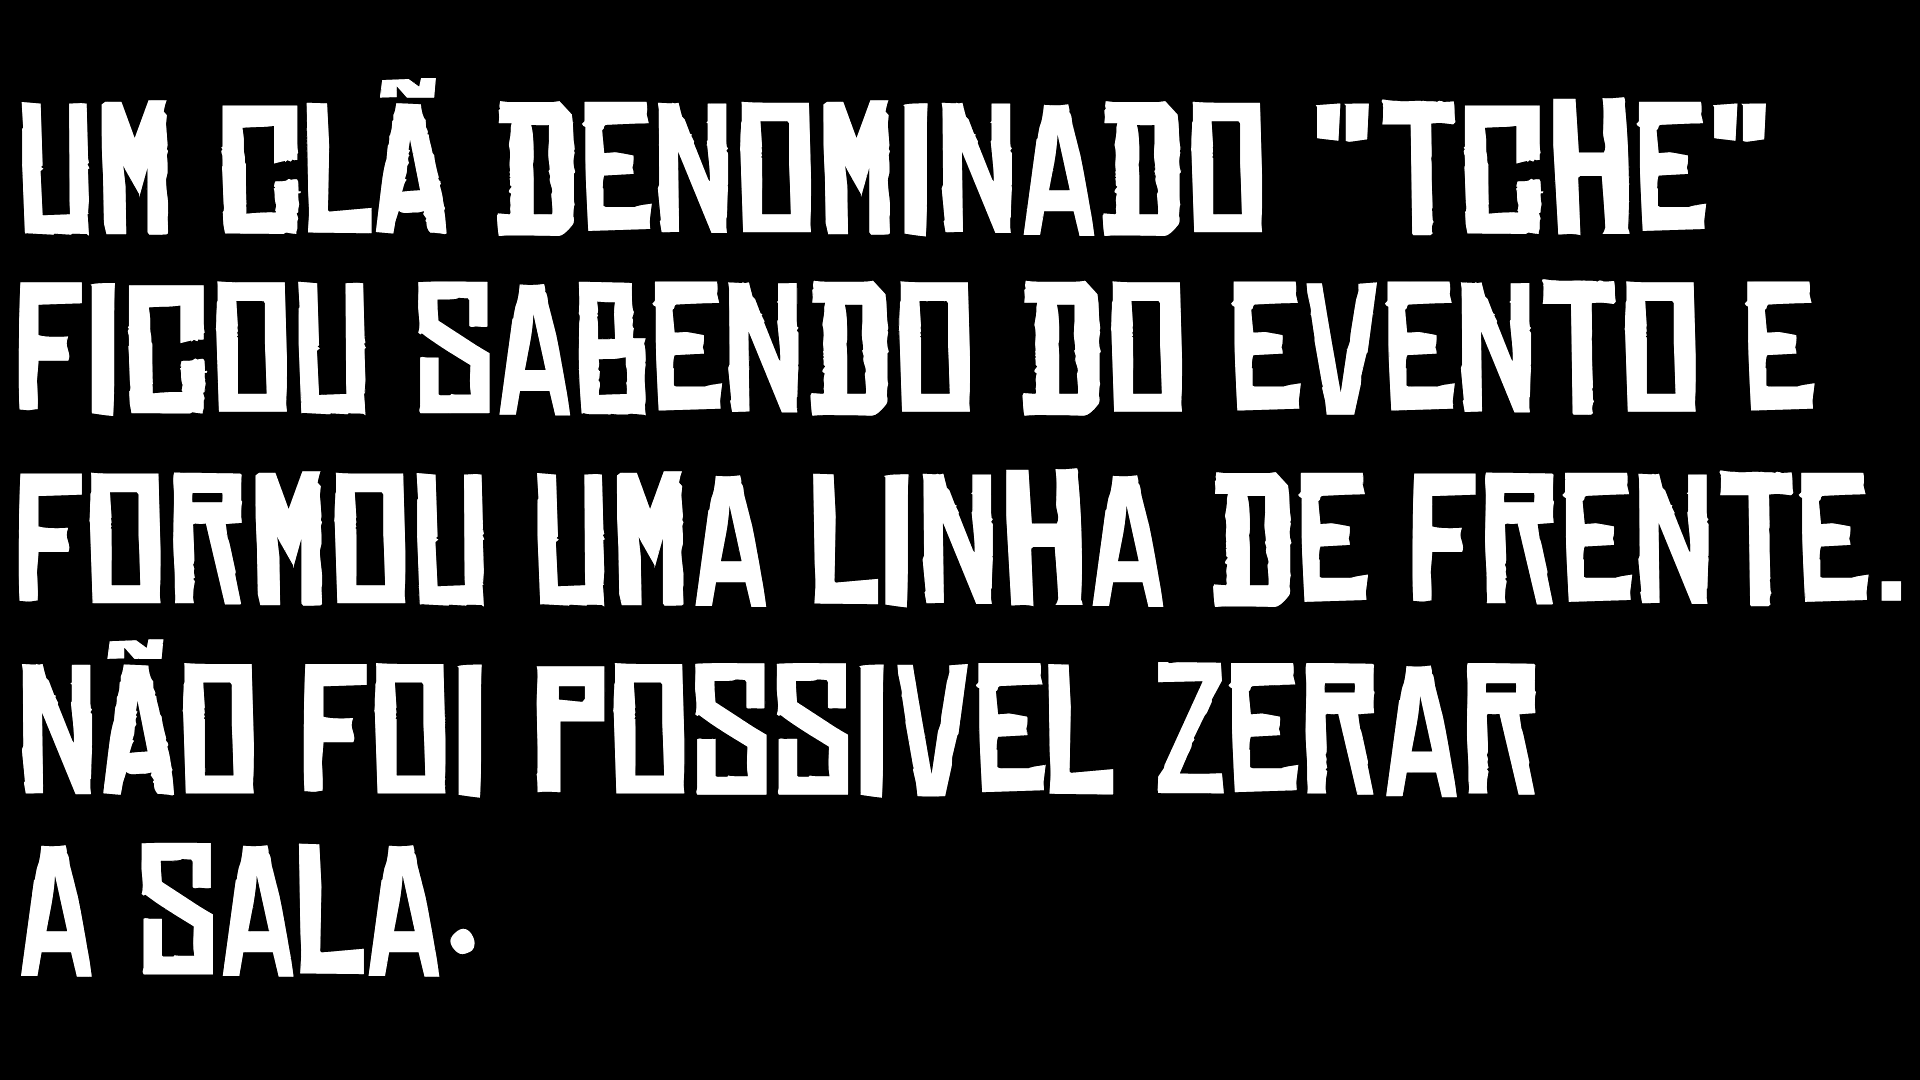 UM CLÃ DENOMINADO "TCHE"
FICOU SABENDO DO EVENTO E
FORMOU UMA LINHA DE FRENTE.
NÃO FOI POSSIVEL ZERAR
A SALA.